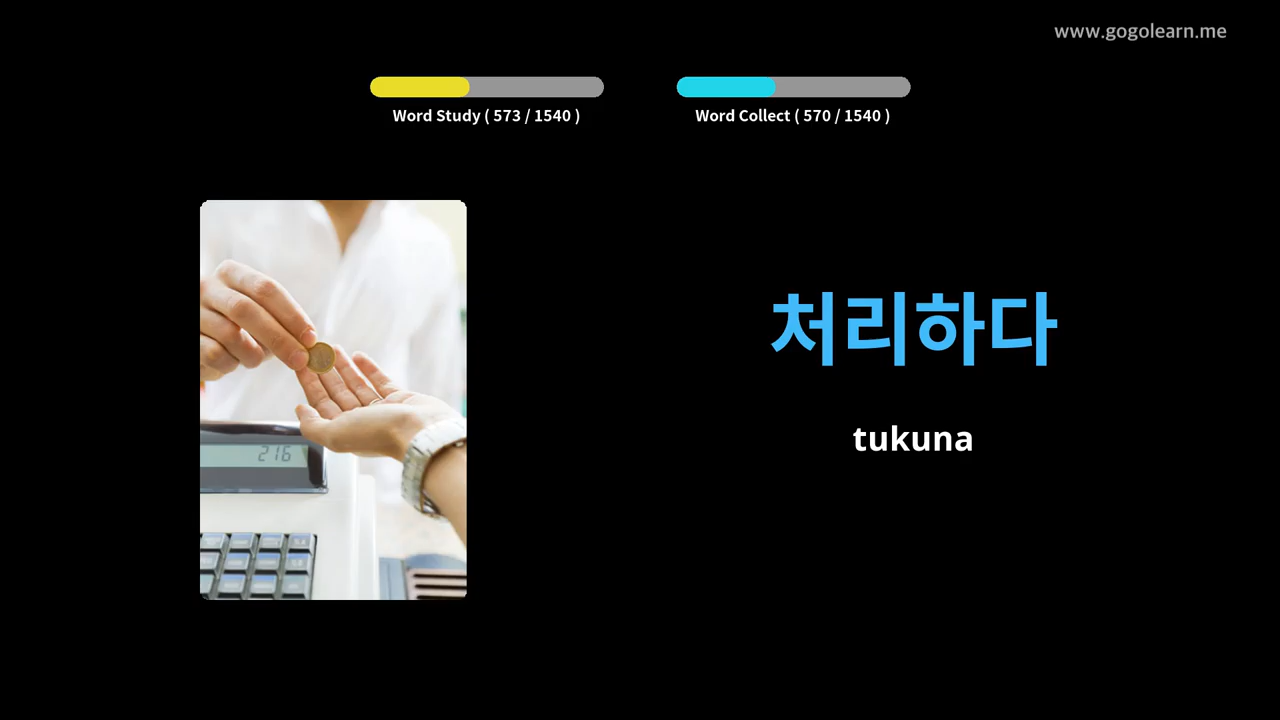 www.gogolearn.me
Word Study ( 573 / 1540 )
Word Collect ( 570 / 1540 )
처리하다
tukuna
216